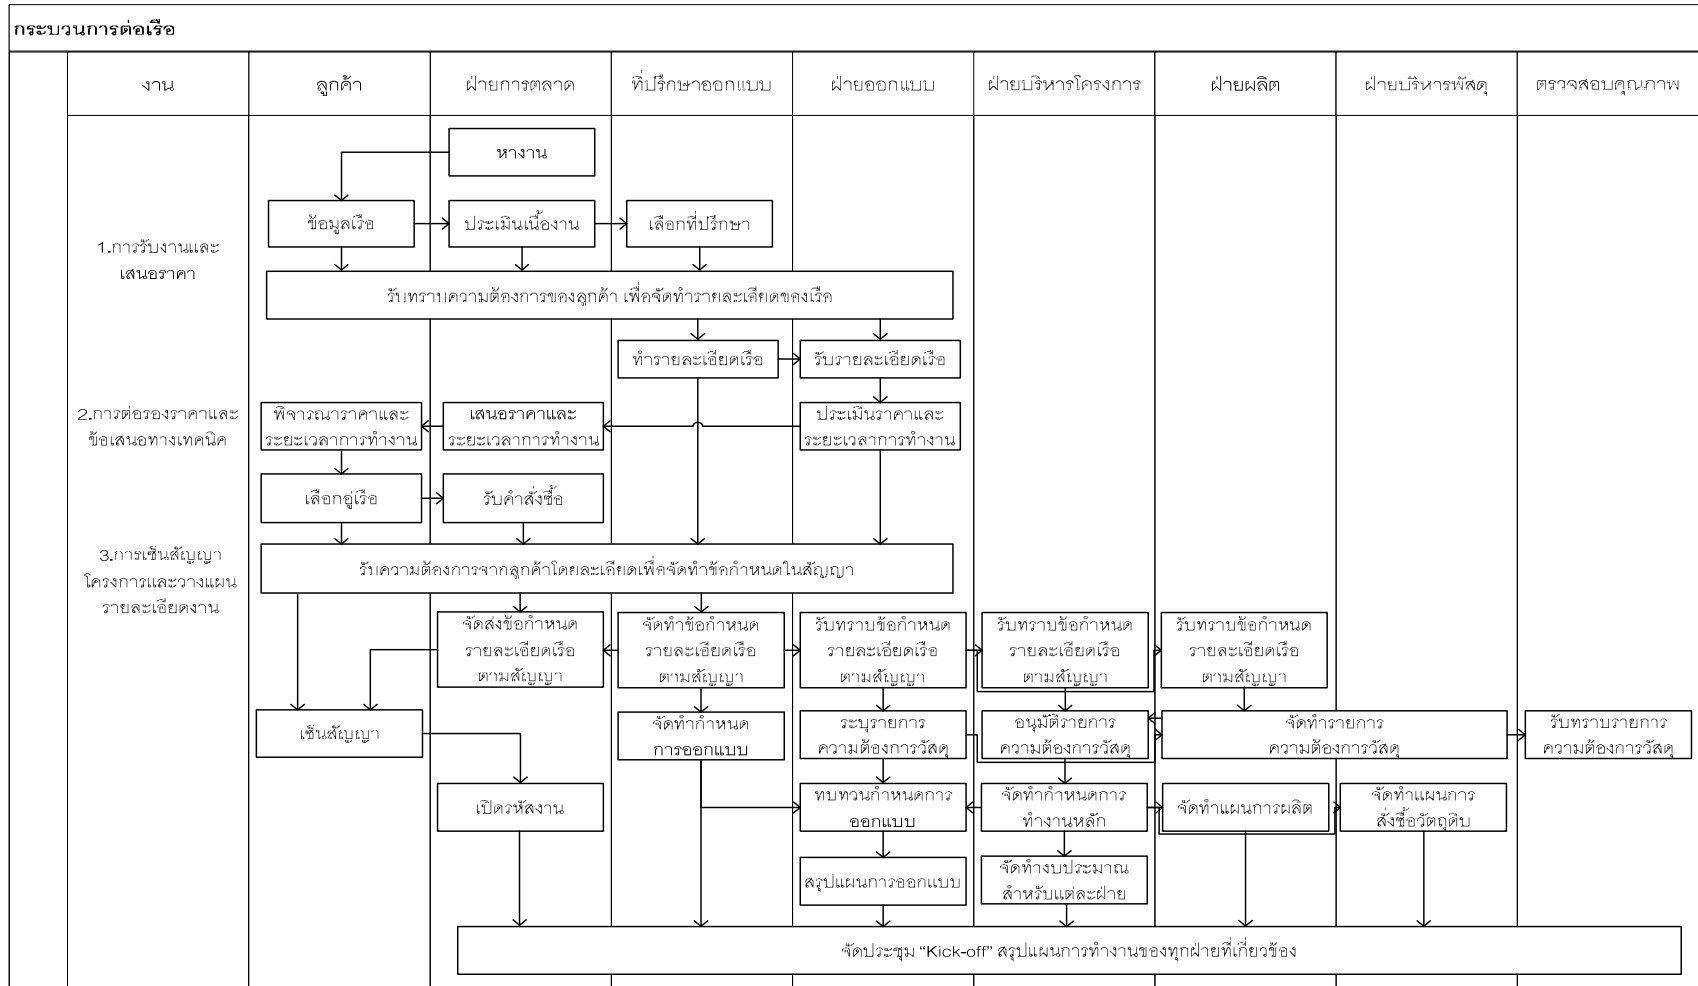 กระบวนการต่อเรือ
งาน
ลูกค้า
ฝ่ายการตลาด
ที่ปรึกษาออกแบบ
ฝ่ายออกแบบ
ฝ่ายบริหารโครงการ
ฝ่ายผลิต
ฝ่ายบริหารพัสดุ
ตรวจสอบคุณภาพ
หางาน
1.การรับงานและ
เสนอราคา
ข้อมูลเรือ
ประเมินเนื้องาน
เลือกที่ปรึกษา
รับทราบความต้องการของลูกค้า เพื่อจัดทำรายละเอียดของเรือ
ทำรายละเอียดเรือ
รับรายละเอียดเรือ
2.การต่อรองราคาและ
ข้อเสนอทางเทคนิค
พิจารณาราคาและ
ระยะเวลาการทำงาน
เสนอราคาและ
ระยะเวลาการทำงาน
ประเมินราคาและ
ระยะเวลาการทำงาน
เลือกอู่เรือ
รับคำสั่งซื้อ
3.การเซ็นสัญญา
โครงการและวางแผน
รายละเอียดงาน
รับความต้องการจากลูกค้าโดยละเอียดเพื่อจัดทำข้อกำหนดในสัญญา
จัดส่งข้อกำหนด
รายละเอียดเรือ
ตามสัญญา
จัดทำข้อกำหนด
รายละเอียดเรือ
ตามสัญญา
รับทราบข้อกำหนด
รายละเอียดเรือ
ตามสัญญา
รับทราบข้อกำหนด
รายละเอียดเรือ
ตามสัญญา
รับทราบข้อกำหนด
รายละเอียดเรือ
ตามสัญญา
เซ็นสัญญา
จัดทำกำหนด
การออกแบบ
ระบุรายการ
ความต้องการวัสดุ
อนุมัติรายการ
ความต้องการวัสดุ
จัดทำรายการ
ความต้องการวัสดุ
รับทราบรายการ
ความต้องการวัสดุ
เปิดรหัสงาน
ทบทวนกำหนดการ
ออกแบบ
จัดทำกำหนดการ
ทำงานหลัก
จัดทำแผนการผลิต
จัดทำแผนการ
สั่งซื้อวัตถุดิบ
สรุปแผนการออกแบบ
จัดทำงบประมาณ
สำหรับแต่ละฝ่าย
จัดประชุม “Kick-off” สรุปแผนการทำงานของทุกฝ่ายที่เกี่ยวข้อง